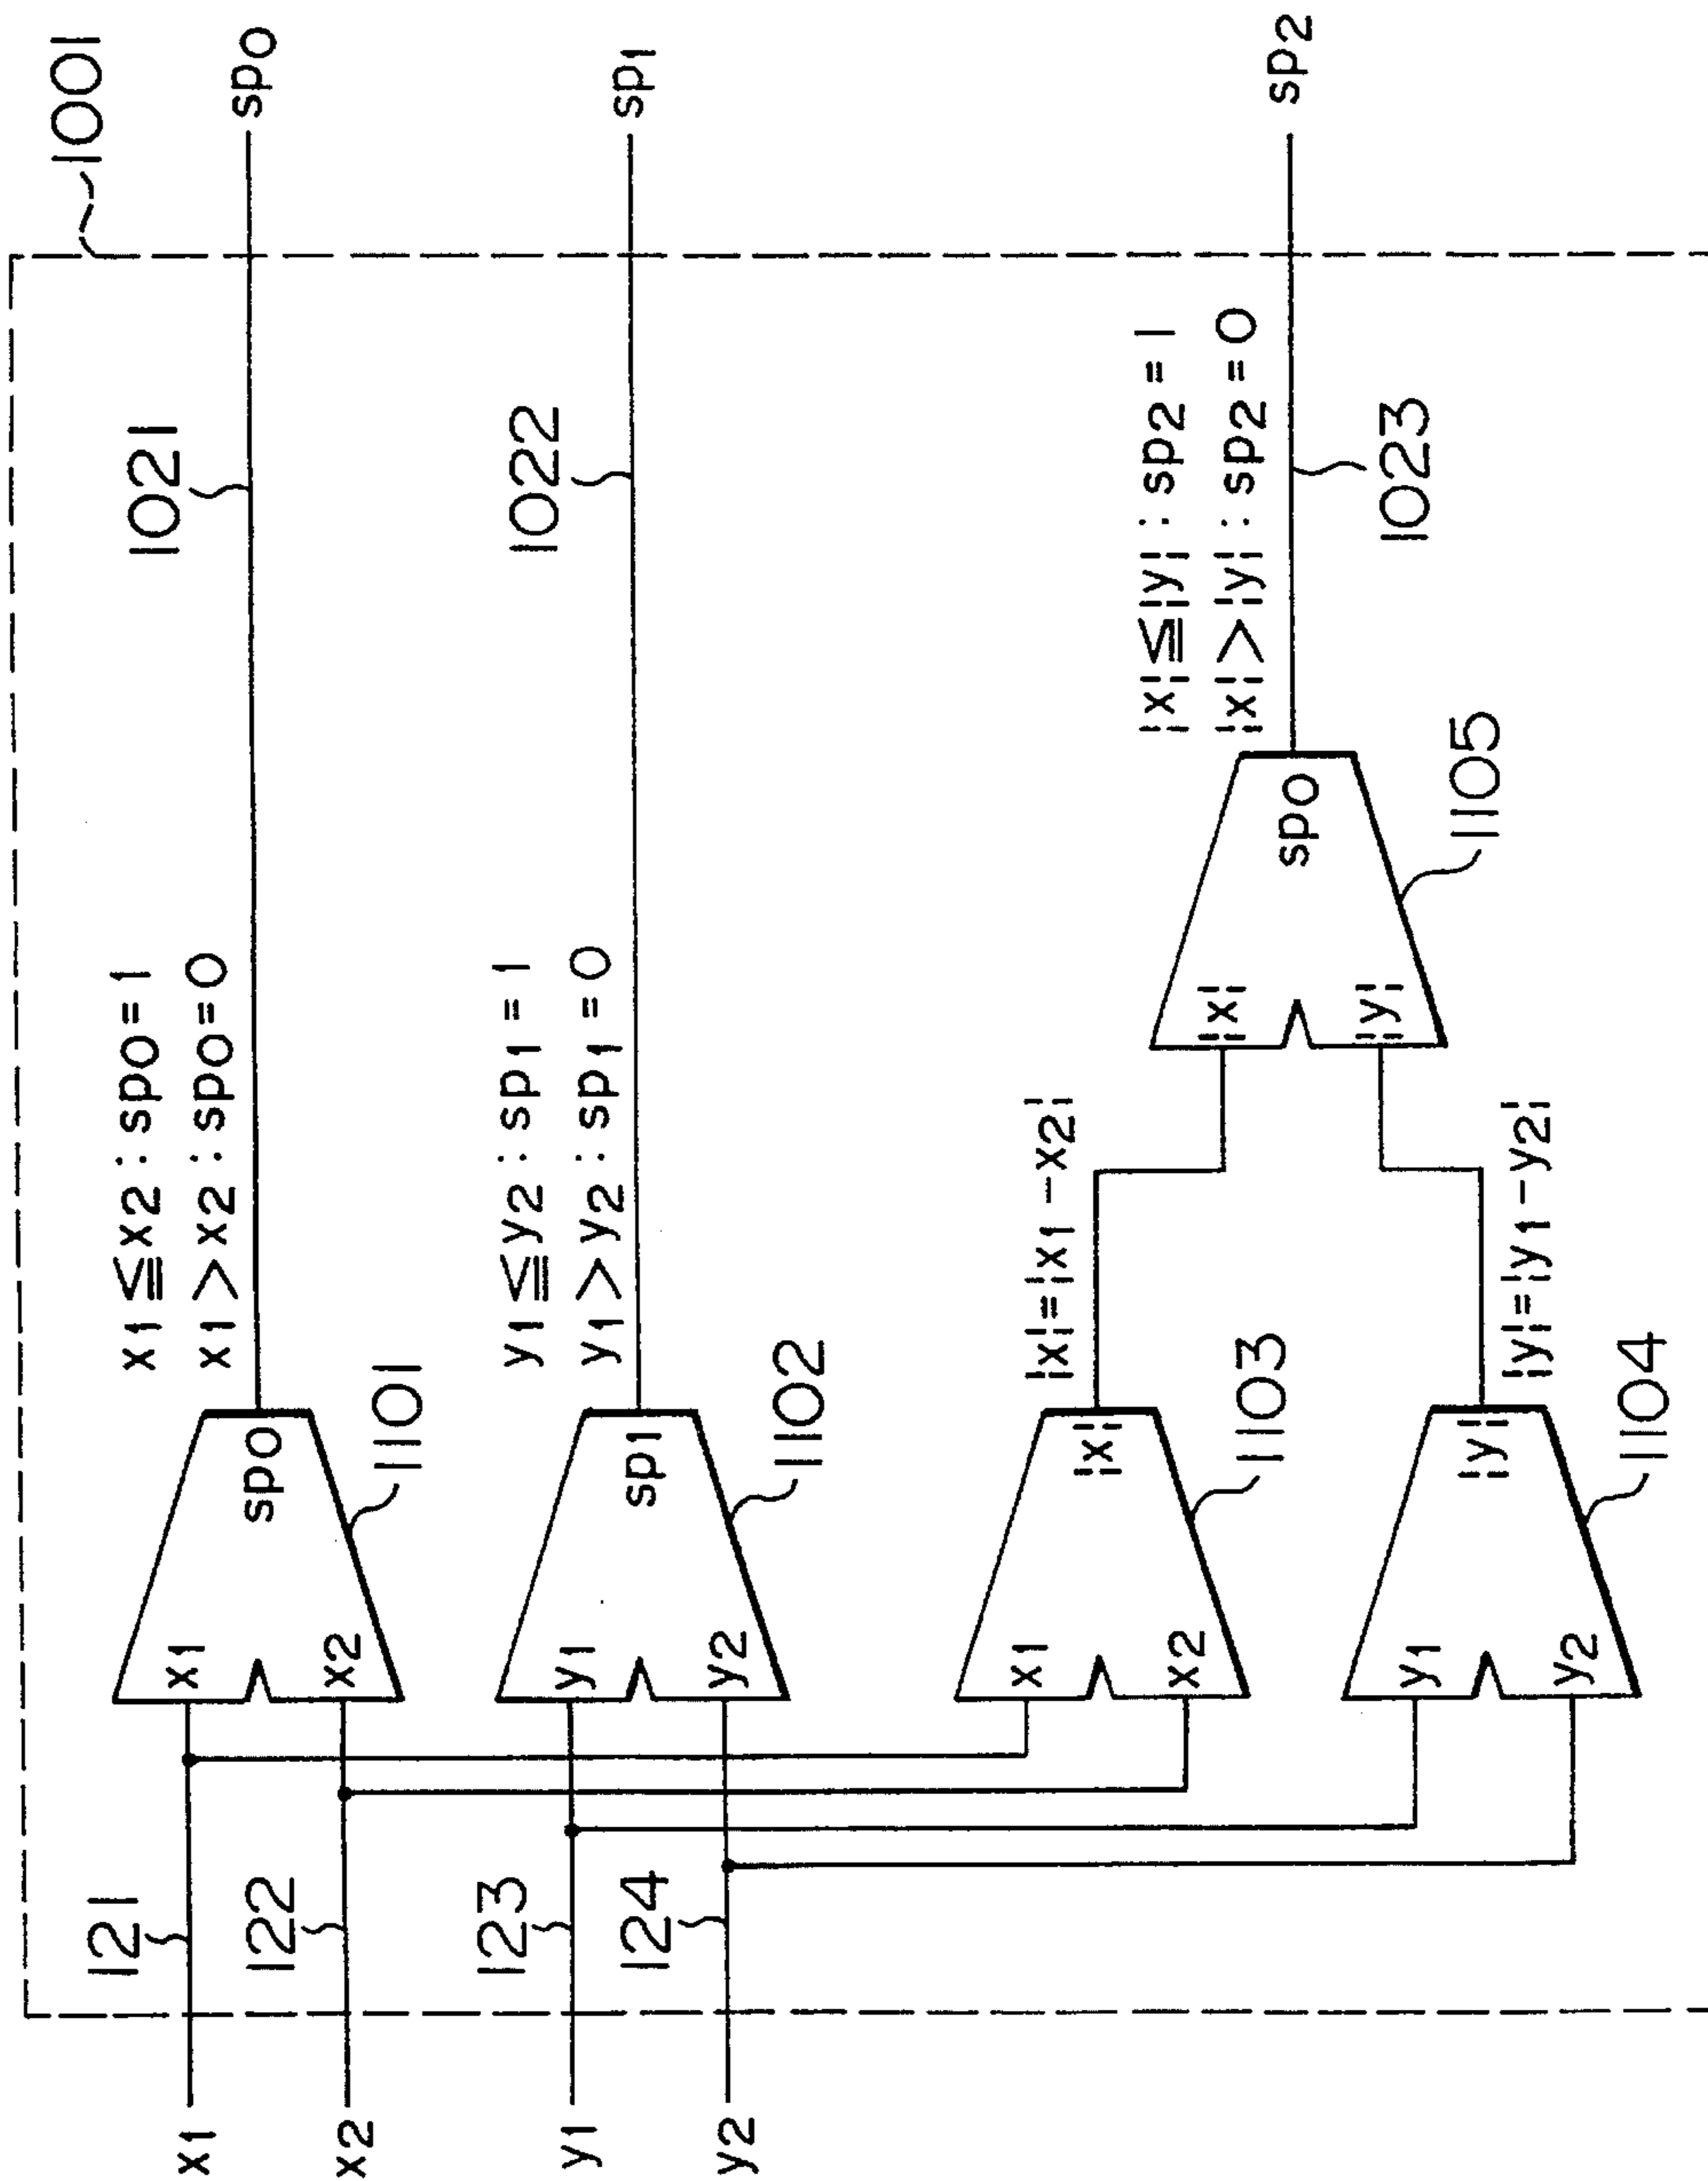 1001
x1
121
x1
sp0
x1 ≦ x2 : sp0 = 1
x1 > x2 : sp0 = 0
1021
sp0
x2
122
x2
1101
y1
123
y1
sp1
y1 ≦ y2 : sp1 = 1
y1 > y2 : sp1 = 0
1022
sp1
y2
124
y2
1102
x1
x2
|x|
1103
|x|=|x1-x2|
y1
y2
|y|
1104
|y|=|y1-y2|
|x|
|y|
sp0
1105
|x|≦|y| : sp2 = 1
|x|>|y| : sp2 = 0
1023
sp2